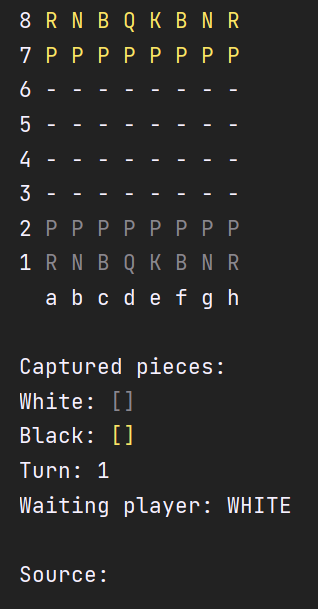 8 R N B Q K B N R
7 P P P P P P P P
6 - - - - - - - -
5 - - - - - - - -
4 - - - - - - - -
3 - - - - - - - -
2 P P P P P P P P
1 R N B Q K B N R
a b c d e f g h
Captured pieces:
White: []
Black: []
Turn: 1
Waiting player: WHITE
Source: